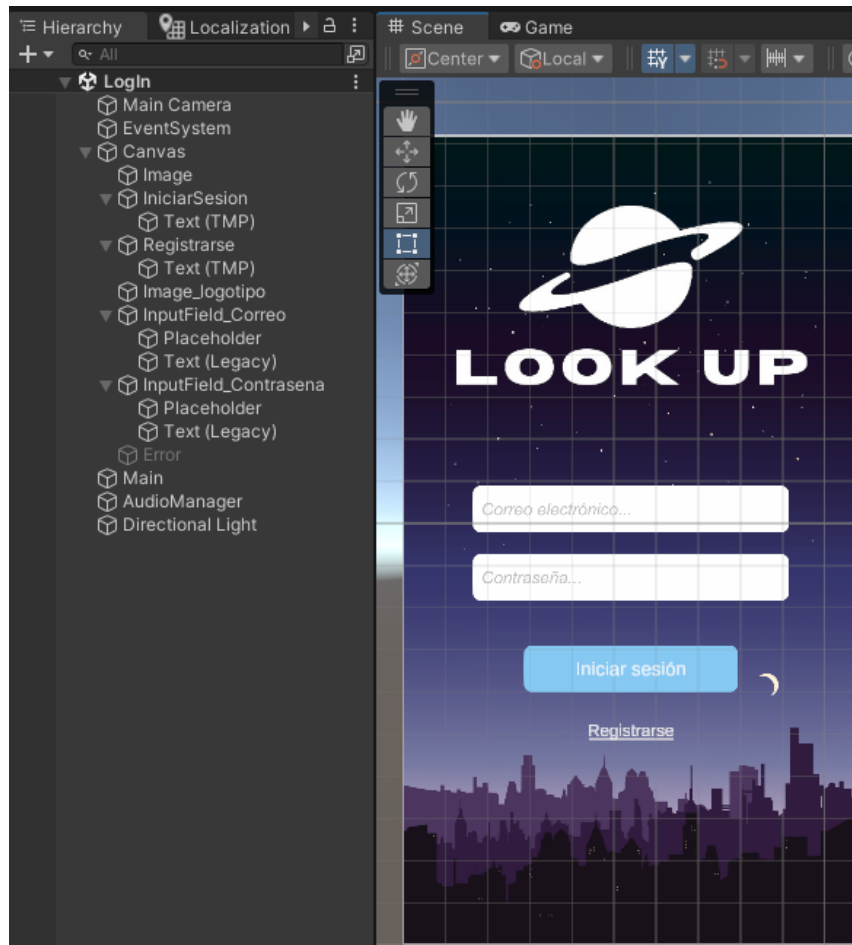 Hierarchy
Localization
All
LogIn
Main Camera
EventSystem
Canvas
Image
IniciarSesion
Text (TMP)
Registrarse
Text (TMP)
Image_logotipo
InputField_Correo
Placeholder
Text (Legacy)
InputField_Contrasena
Placeholder
Text (Legacy)
Error
Main
AudioManager
Directional Light
Scene
Game
Center
Local
LOOK UP
Correo electrónico...
Contraseña...
Iniciar sesión
Registrarse